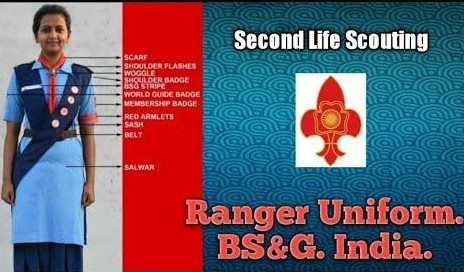 SCARF
SHOULDER FLASHES
WOGGLE
SHOULDER BADGE
BSG STRIPE
WORLD GUIDE BADGE
MEMBERSHIP BADGE
RED ARMLETS
SASH
BELT
SALWAR
Second Life Scouting
Ranger Uniform.
BS&G. India.